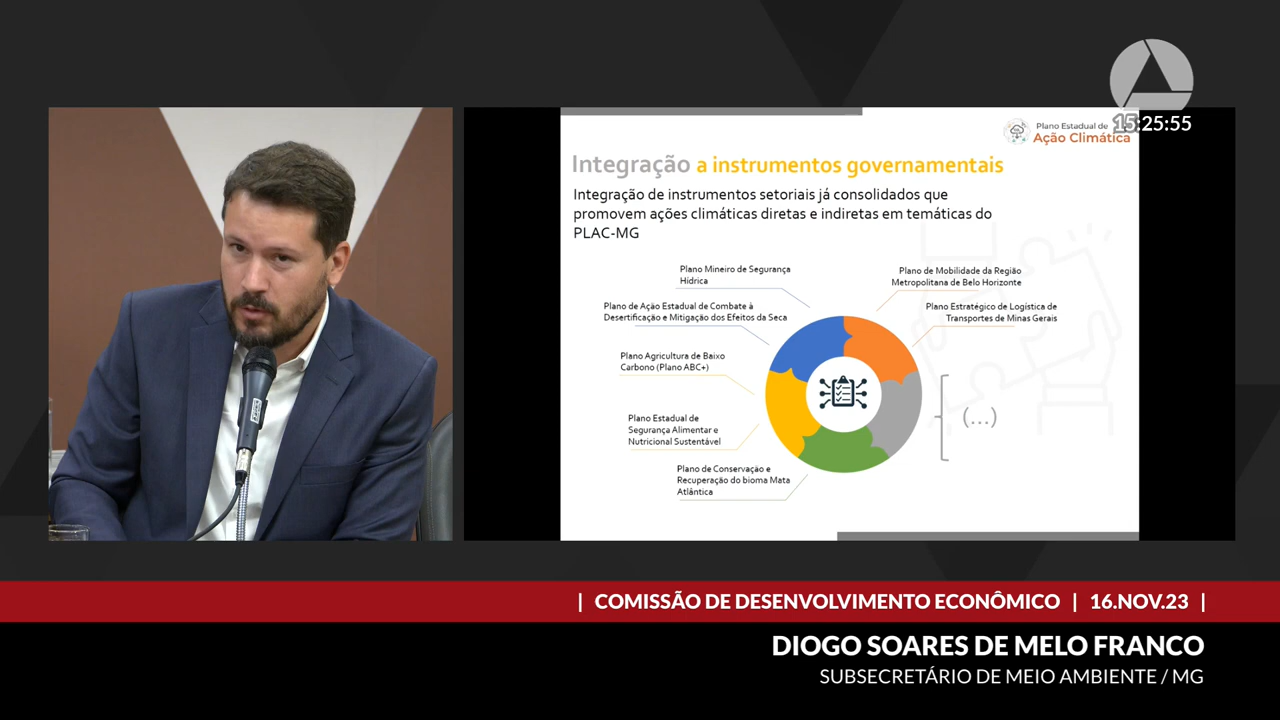 15:25:55
Plano Estadual de
Ação Climática
Integração a instrumentos governamentais
Integração de instrumentos setoriais já consolidados que
promovem ações climáticas diretas e indiretas em temáticas do
PLAC-MG
Plano Mineiro de Segurança
Hídrica
Plano de Ação Estadual de Combate à
Desertificação e Mitigação dos Efeitos da Seca
Plano Agricultura de Baixo
Carbono (Plano ABC+)
Plano Estadual de
Segurança Alimentar e
Nutricional Sustentável
Plano de Conservação e
Recuperação do bioma Mata
Atlântica
Plano de Mobilidade da Região
Metropolitana de Belo Horizonte
Plano Estratégico de Logística de
Transportes de Minas Gerais
(...)
| COMISSÃO DE DESENVOLVIMENTO ECONÔMICO | 16.NOV.23 |
DIOGO SOARES DE MELO FRANCO
SUBSECRETÁRIO DE MEIO AMBIENTE / MG